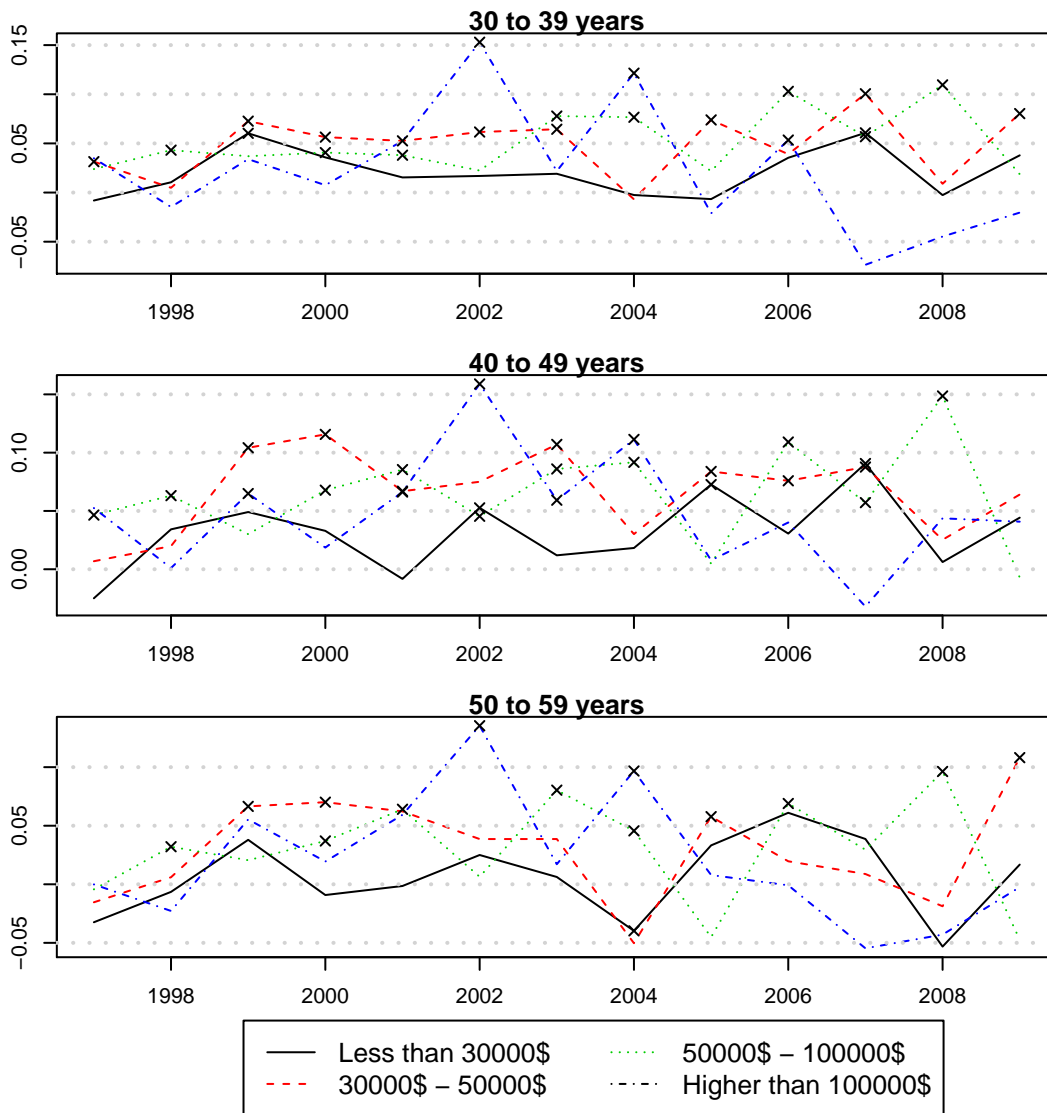 30 to 39 years
0.15
0.05
−0.05
1998 2000 2002 2004 2006 2008
40 to 49 years
0.10
0.00
1998 2000 2002 2004 2006 2008
50 to 59 years
0.05
−0.05
1998 2000 2002 2004 2006 2008
Less than 30000$ 50000$ − 100000$
30000$ − 50000$ Higher than 100000$